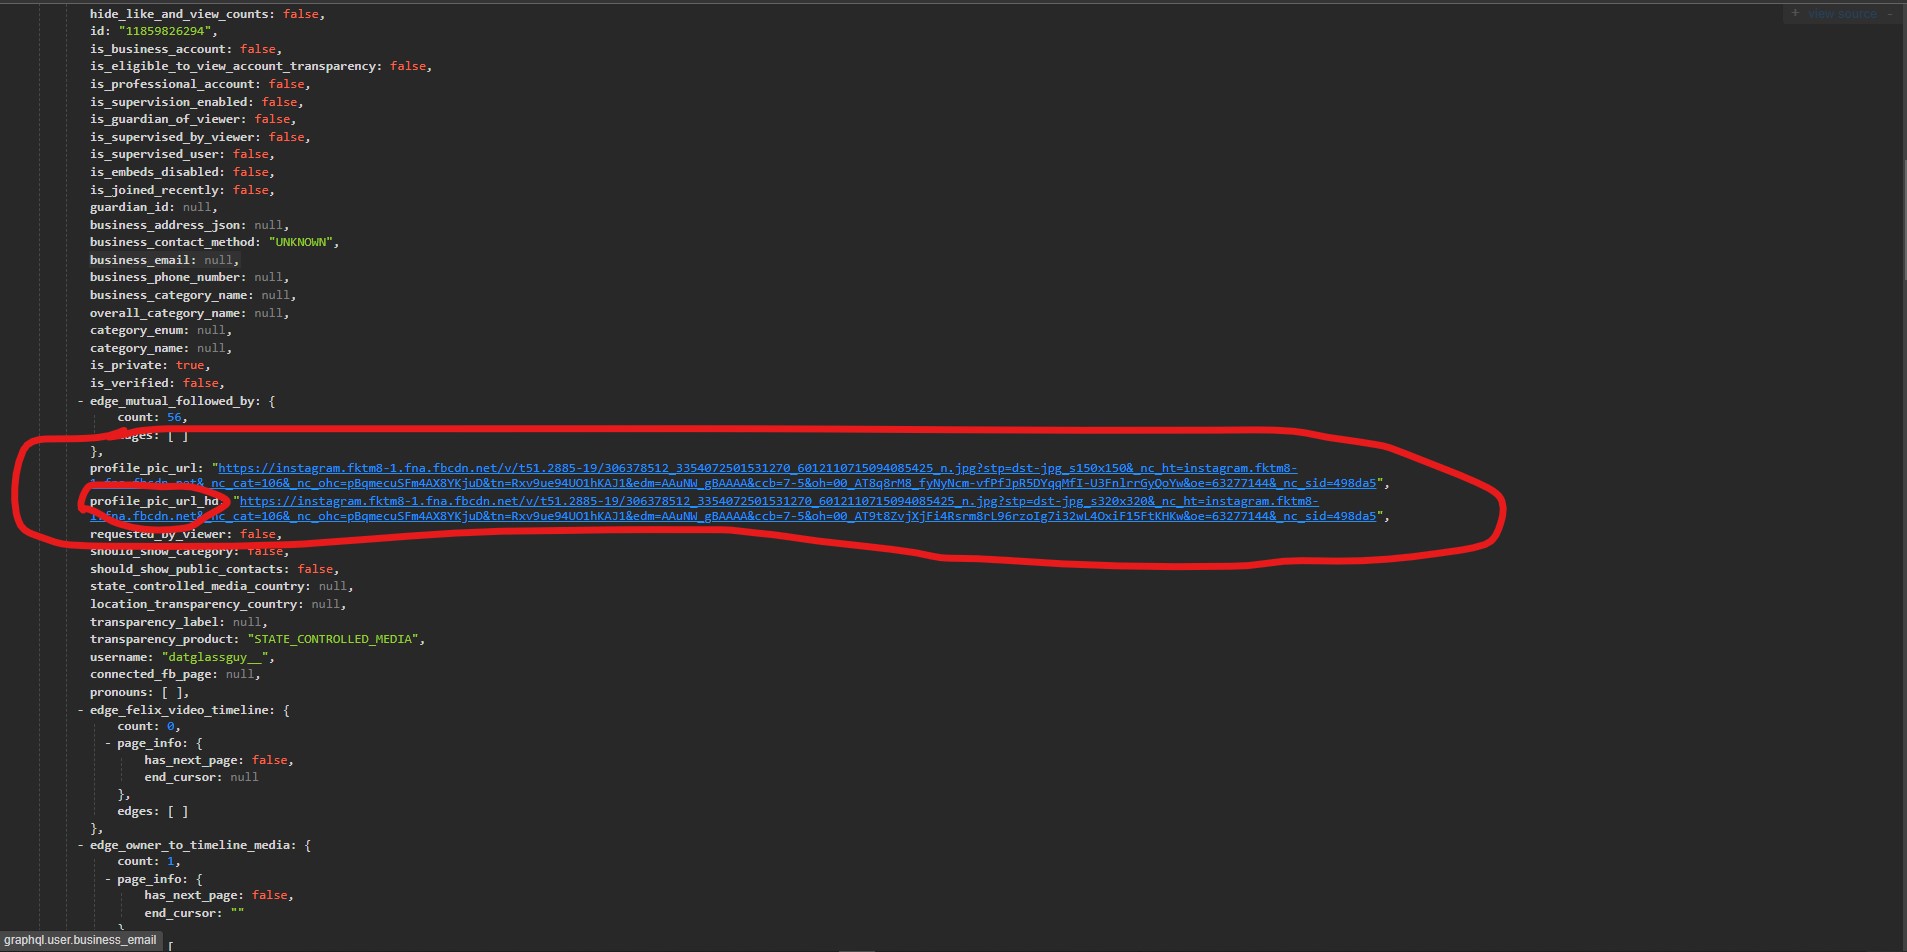 hide_like_and_view_counts: false,
+ view source -
id: "11859826294",
is_business_account: false,
is_eligible_to_view_account_transparency: false,
is_professional_account: false,
is_supervision_enabled: false,
is_guardian_of_viewer: false,
is_supervised_by_viewer: false,
is_supervised_user: false,
is_embeds_disabled: false,
is_joined_recently: false,
guardian_id: null,
business_address_json: null,
business_contact_method: "UNKNOWN",
business_email: null,
business_phone_number: null,
business_category_name: null,
overall_category_name: null,
category_enum: null,
category_name: null,
is_private: true,
is_verified: false,
- edge_mutual_followed_by: {
count: 56,
edges: [ ]
},
profile_pic_url: "https://instagram.fktm8-1.fna.fbcdn.net/v/t51.2885-19/306378512_3354072501531270_6012110715094085425_n.jpg?stp=dst-jpg_s150x150&_nc_ht=instagram.fktm8-
1.fna.fbcdn.net&_nc_cat=106&_nc_ohc=pBqmecuSFm4AX8YKjuD&tn=Rxv9ue94UO1hKAJ1&edm=AAuNW_gBAAAA&ccb=7-5&oh=00_AT8q8rM8_fyNyNcm-vfPfJpR5DYqqMfI-U3FnlrrGyQoYw&oe=63277144&_nc_sid=498da5",
profile_pic_url_hd: "https://instagram.fktm8-1.fna.fbcdn.net/v/t51.2885-19/306378512_3354072501531270_6012110715094085425_n.jpg?stp=dst-jpg_s320x320&_nc_ht=instagram.fktm8-
1.fna.fbcdn.net&_nc_cat=106&_nc_ohc=pBqmecuSFm4AX8YKjuD&tn=Rxv9ue94UO1hKAJ1&edm=AAuNW_gBAAAA&ccb=7-5&oh=00_AT9t8ZvjXjFi4Rsrm8rL96rzoIg7i32wL4OxiF15FtKHKw&oe=63277144&_nc_sid=498da5",
requested_by_viewer: false,
should_show_category: false,
should_show_public_contacts: false,
state_controlled_media_country: null,
location_transparency_country: null,
transparency_label: null,
transparency_product: "STATE_CONTROLLED_MEDIA",
username: "datglassguy__",
connected_fb_page: null,
pronouns: [ ],
- edge_felix_video_timeline: {
count: 0,
- page_info: {
has_next_page: false,
end_cursor: null
},
edges: [ ]
},
- edge_owner_to_timeline_media: {
count: 1,
- page_info: {
has_next_page: false,
end_cursor: ""
}
graphql.user.business_email
[